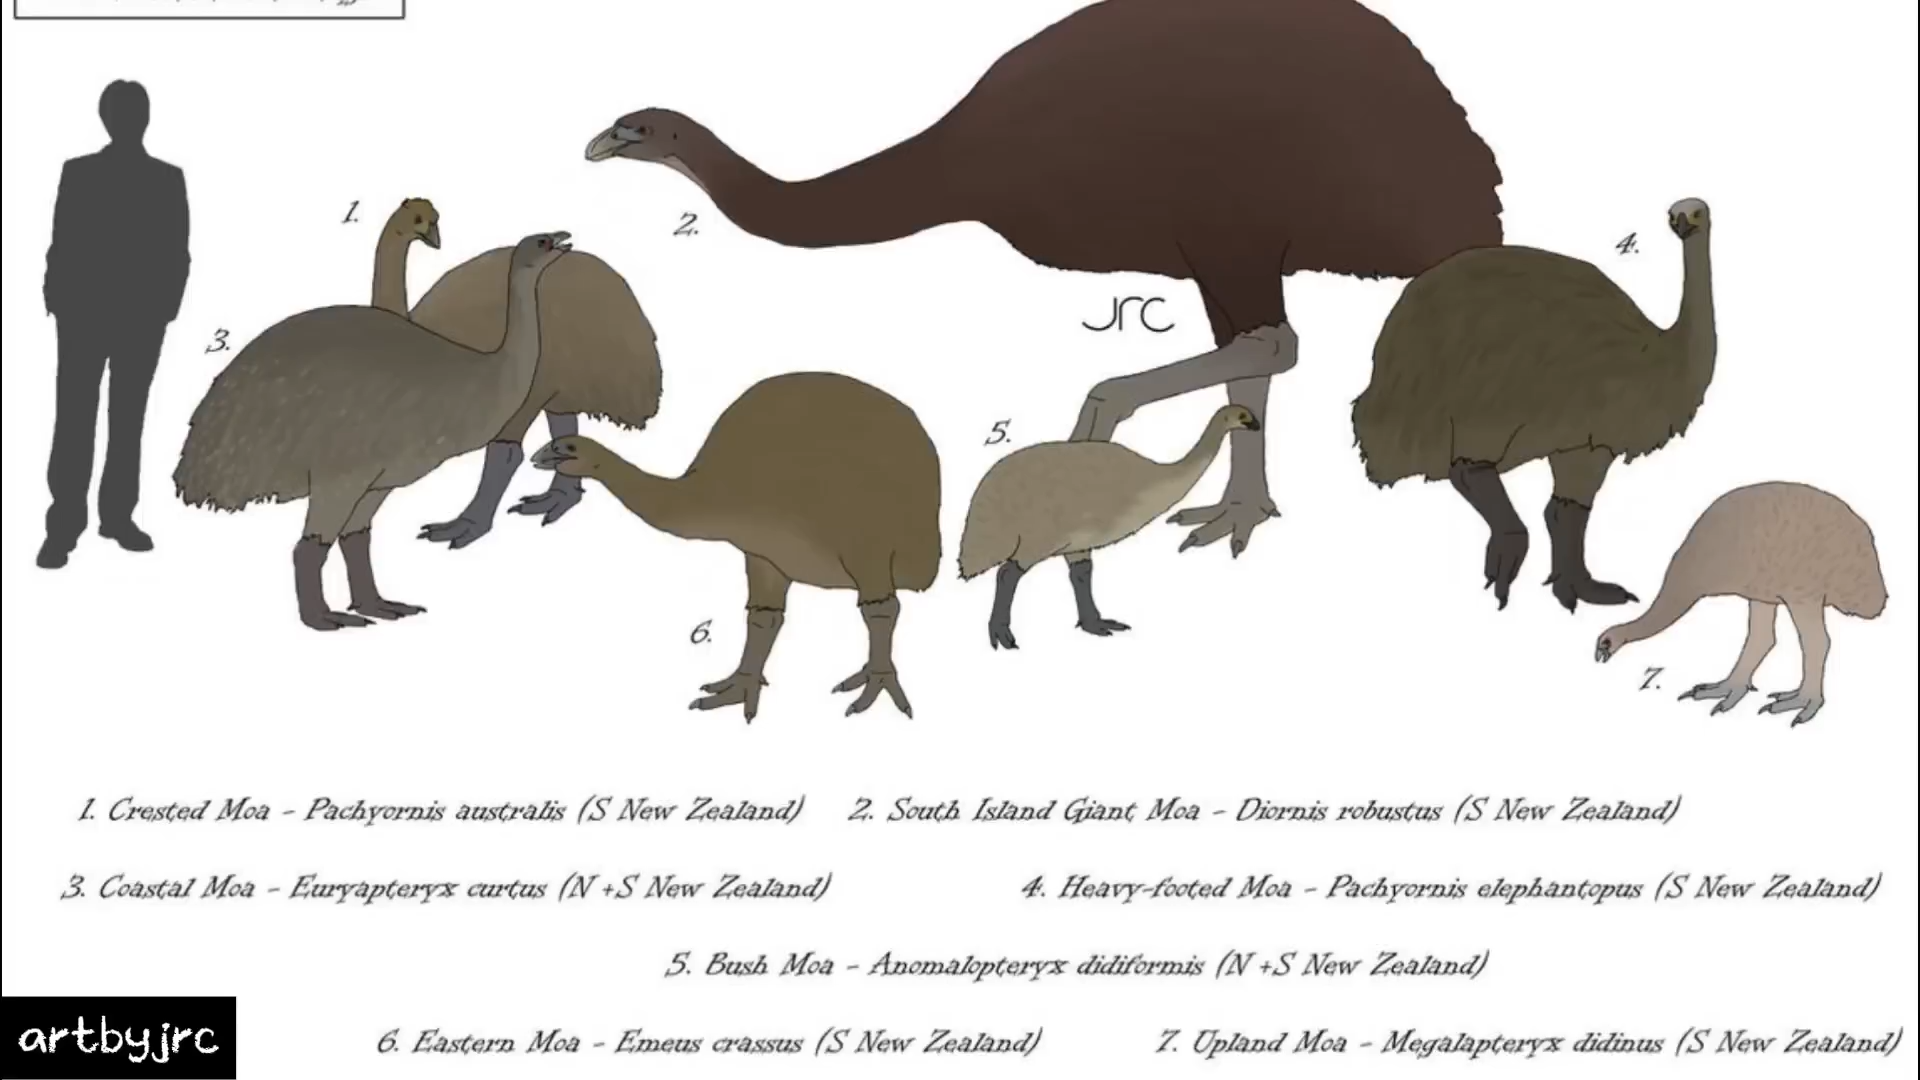 1.
2.
4.
3.
JrC
5.
6.
7.
1. Crested Moa - Pachyornis australis (S New Zealand) 2. South Island Giant Moa - Diornis robustus (S New Zealand)
3. Coastal Moa - Euryapteryx curtus (N +S New Zealand) 4. Heavy-footed Moa - Pachyornis elephantopus (S New Zealand)
5. Bush Moa - Anomalopteryx didiformis (N +S New Zealand)
6. Eastern Moa - Emeus crassus (S New Zealand) 7. Upland Moa - Megalapteryx didinus (S New Zealand)
artbyjrc